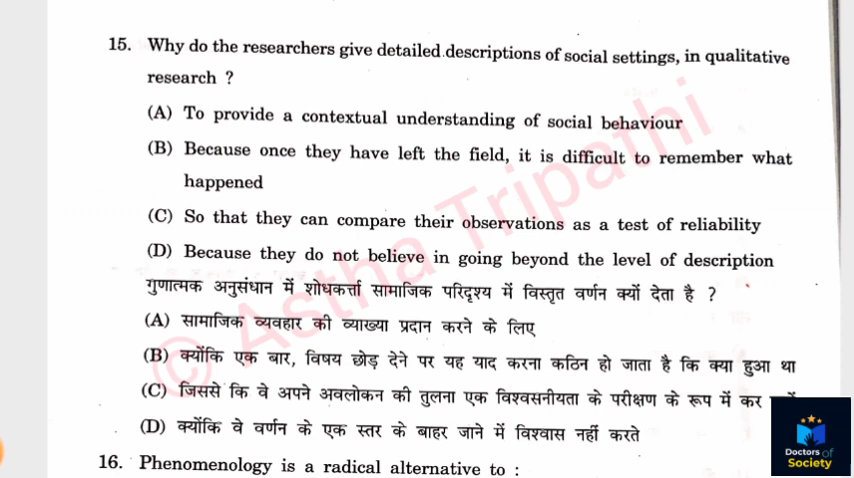 15. Why do the researchers give detailed descriptions of social settings, in qualitative
research ?
(A) To provide a contextual understanding of social behaviour
(B) Because once they have left the field, it is difficult to remember what
happened
(C) So that they can compare their observations as a test of reliability
(D) Because they do not believe in going beyond the level of description
गुणात्मक अनुसंधान में शोधकर्त्ता सामाजिक परिदृश्य में विस्तृत वर्णन क्यों देता है ?
(A) सामाजिक व्यवहार की व्याख्या प्रदान करने के लिए
(B) क्योंकि एक बार, विषय छोड़ देने पर यह याद करना कठिन हो जाता है कि क्या हुआ था
(C) जिससे कि वे अपने अवलोकन की तुलना एक विश्वसनीयता के परीक्षण के रूप में कर
(D) क्योंकि वे वर्णन के एक स्तर के बाहर जाने में विश्वास नहीं करते
16. Phenomenology is a radical alternative to :
© Astha Tripathi
Doctors of
Society